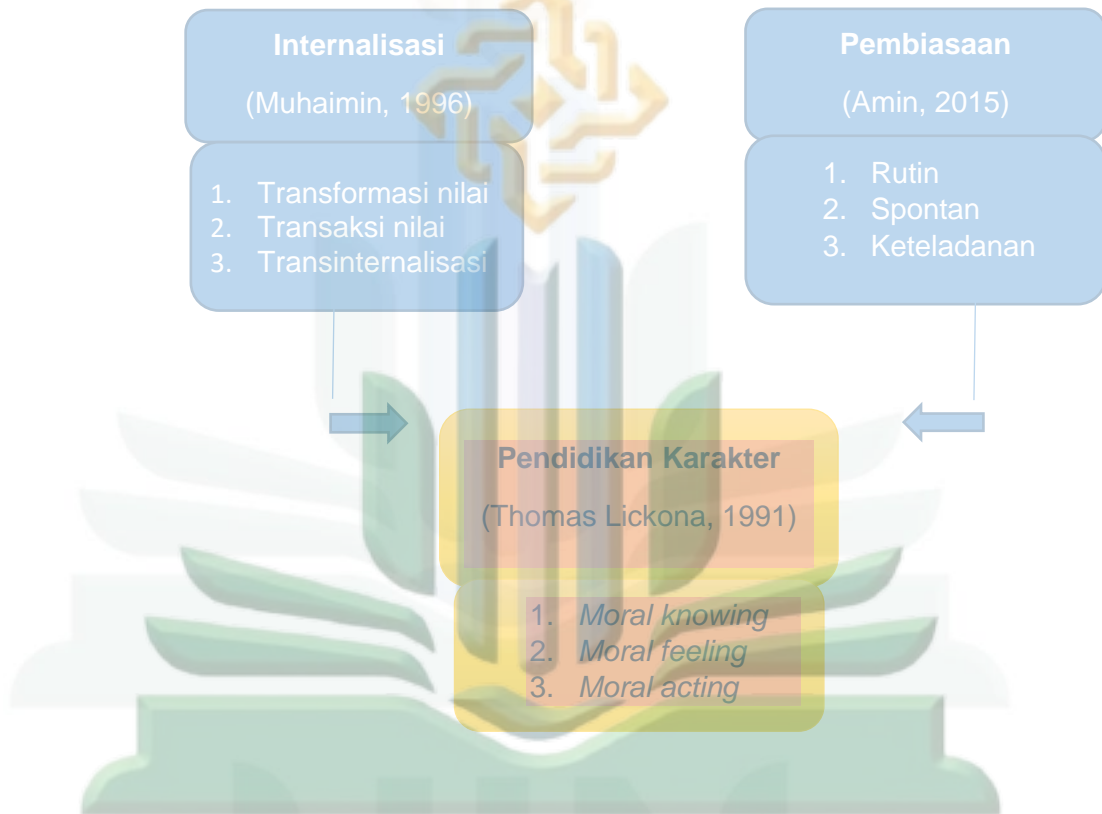 Internalisasi
(Muhaimin, 1996)
1. Transformasi nilai
2. Transaksi nilai
3. Transinternalisasi
Pembiasaan
(Amin, 2015)
1. Rutin
2. Spontan
3. Keteladanan
Pendidikan Karakter
(Thomas Lickona, 1991)
1. Moral knowing
2. Moral feeling
3. Moral acting